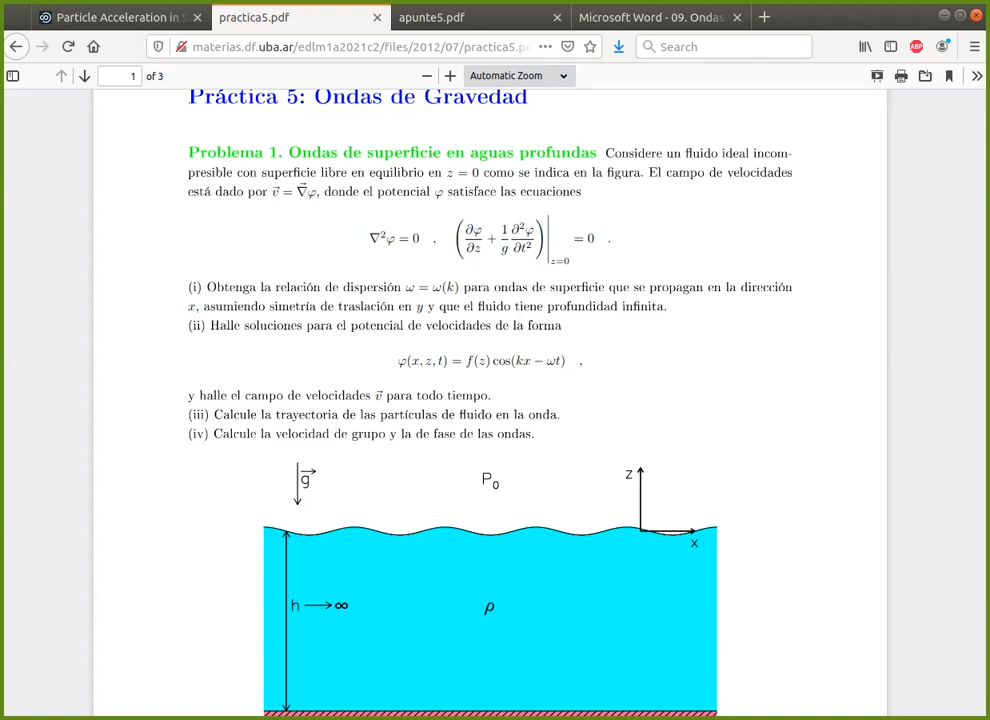 Particle Acceleration in S
practica5.pdf
apunte5.pdf
Microsoft Word - 09. Ondas
materias.df.uba.ar/edlm1a2021c2/files/2012/07/practica5.p
Search
1 of 3
Automatic Zoom
Práctica 5: Ondas de Gravedad
Problema 1. Ondas de superficie en aguas profundas Considere un fluido ideal incom-
presible con superficie libre en equilibrio en z = 0 como se indica en la figura. El campo de velocidades
está dado por \vec{v} = \vec{∇}φ, donde el potencial φ satisface las ecuaciones
∇²φ = 0 , (∂φ/∂z + 1/g ∂²φ/∂t²)|_{z=0} = 0 .
(i) Obtenga la relación de dispersión ω = ω(k) para ondas de superficie que se propagan en la dirección
x, asumiendo simetría de traslación en y y que el fluido tiene profundidad infinita.
(ii) Halle soluciones para el potencial de velocidades de la forma
φ(x, z, t) = f(z) cos(kx − ωt) ,
y halle el campo de velocidades \vec{v} para todo tiempo.
(iii) Calcule la trayectoria de las partículas de fluido en la onda.
(iv) Calcule la velocidad de grupo y la de fase de las ondas.
g
P₀
z
x
h → ∞
ρ